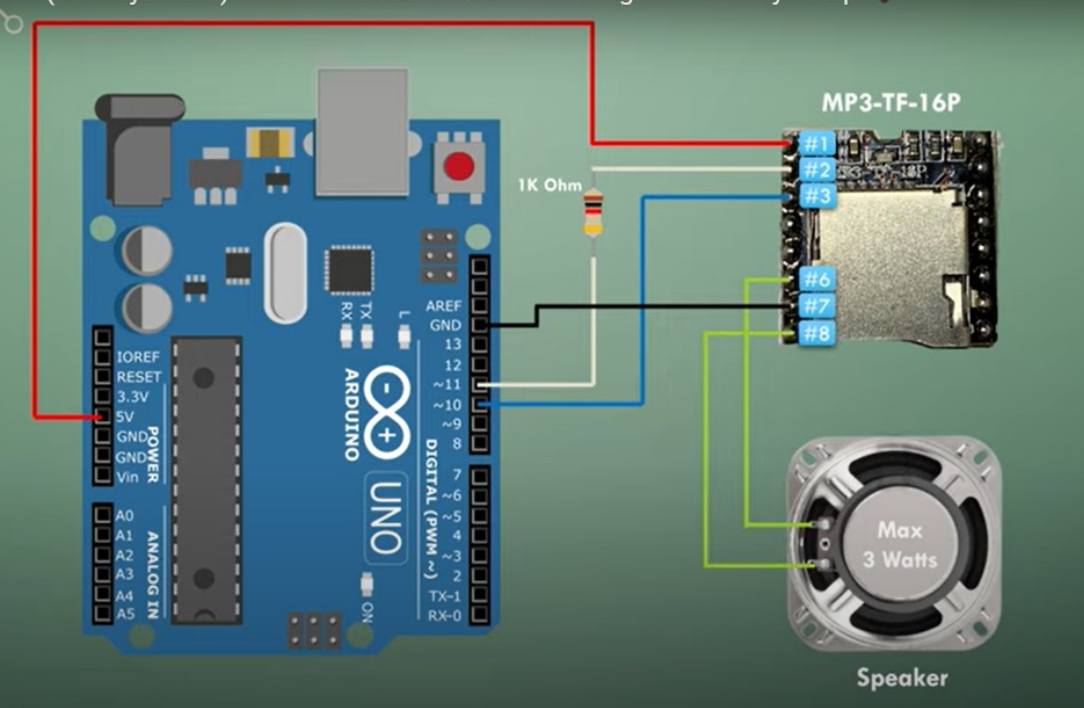 MP3-TF-16P
#1
#2
#3
#6
#7
#8
1K Ohm
RX
TX
L
AREF
GND
13
12
~11
~10
~9
8
7
~6
~5
4
~3
2
TX-1
RX-0
DIGITAL (PWM ~)
IOREF
RESET
3.3V
5V
GND
GND
Vin
POWER
A0
A1
A2
A3
A4
A5
ANALOG IN
ARDUINO
UNO
ON
Max
3 Watts
Speaker